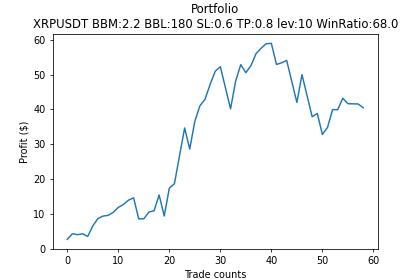 Portfolio
XRPUSDT BBM:2.2 BBL:180 SL:0.6 TP:0.8 lev:10 WinRatio:68.0
60
50
40
30
20
10
0
Profit ($)
0 10 20 30 40 50 60
Trade counts